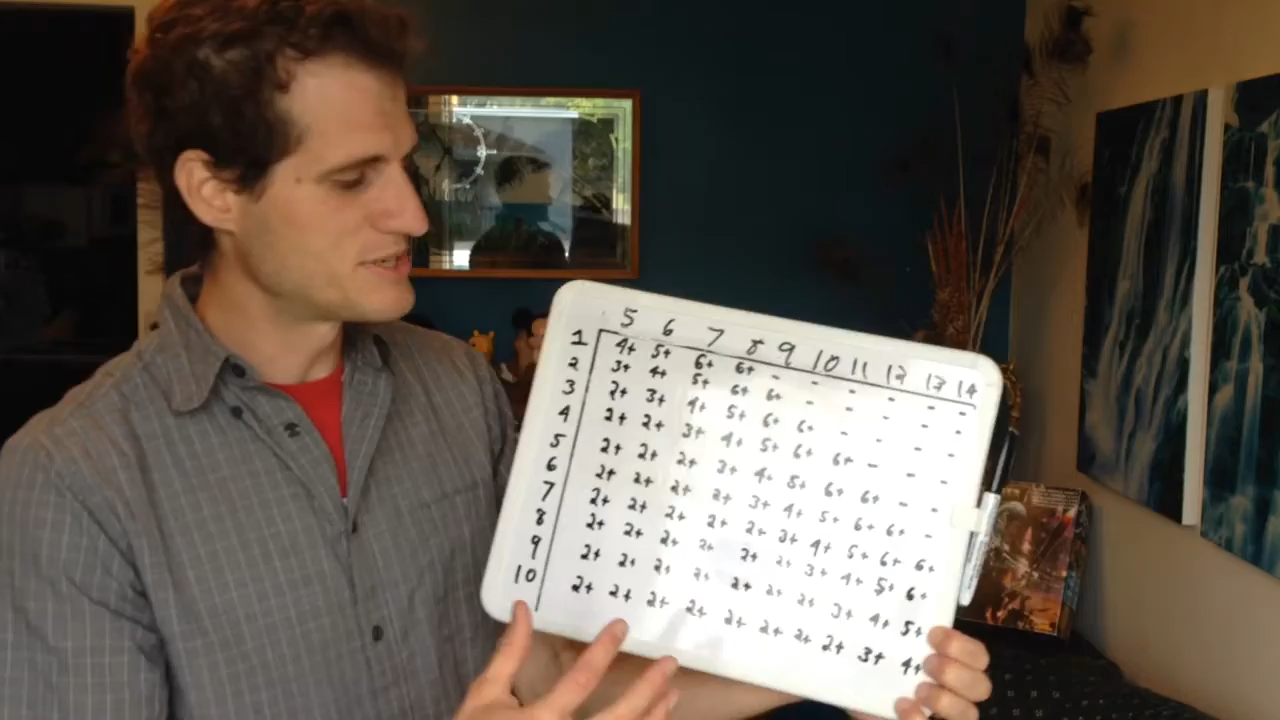 5 6 7 8 9 10 11 12 13 14
1 4+ 5+ 6+ 6+ - - - - - -
2 3+ 4+ 5+ 6+ 6+ - - - - -
3 2+ 3+ 4+ 5+ 6+ 6+ - - - -
4 2+ 2+ 3+ 4+ 5+ 6+ 6+ - - -
5 2+ 2+ 2+ 3+ 4+ 5+ 6+ 6+ - -
6 2+ 2+ 2+ 2+ 3+ 4+ 5+ 6+ 6+ -
7 2+ 2+ 2+ 2+ 2+ 3+ 4+ 5+ 6+ 6+
8 2+ 2+ 2+ 2+ 2+ 2+ 3+ 4+ 5+ 6+
9 2+ 2+ 2+ 2+ 2+ 2+ 2+ 3+ 4+ 5+
10 2+ 2+ 2+ 2+ 2+ 2+ 2+ 2+ 3+ 4+